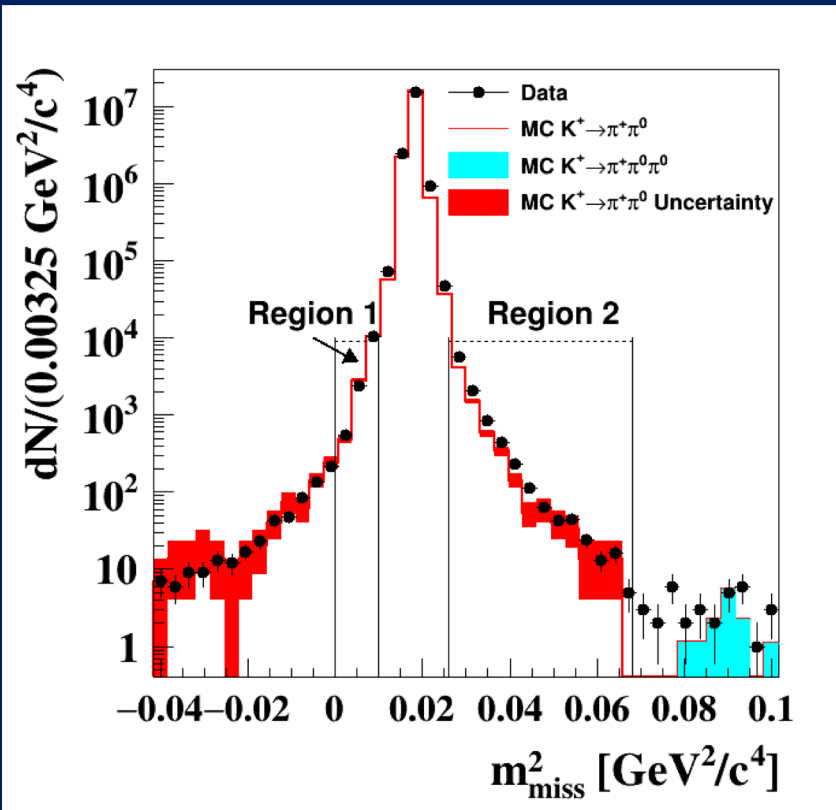 dN/(0.00325 GeV²/c⁴)
10⁷
10⁶
10⁵
10⁴
10³
10²
10
1
Data
MC K⁺→π⁺π⁰
MC K⁺→π⁺π⁰π⁰
MC K⁺→π⁺π⁰ Uncertainty
Region 1
Region 2
−0.04 −0.02 0 0.02 0.04 0.06 0.08 0.1
m²miss [GeV²/c⁴]